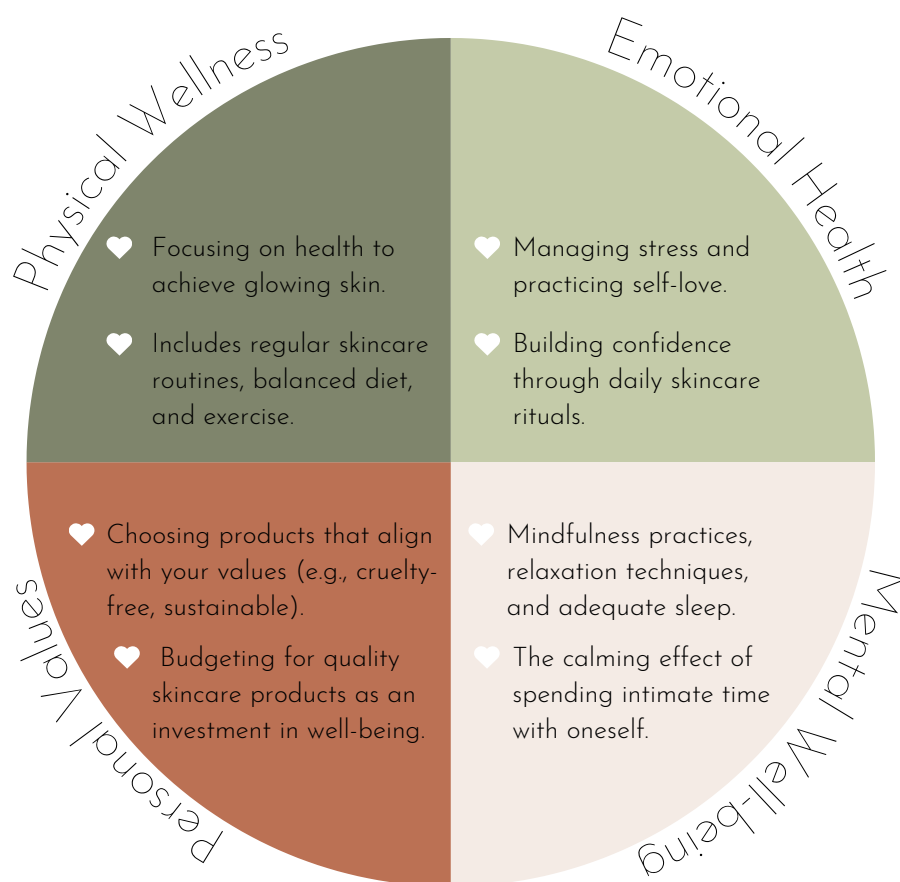 Physical Wellness
Focusing on health to
achieve glowing skin.
Includes regular skincare
routines, balanced diet,
and exercise.
Emotional Health
Managing stress and
practicing self-love.
Building confidence
through daily skincare
rituals.
Personal Values
Choosing products that align
with your values (e.g., cruelty-
free, sustainable).
Budgeting for quality
skincare products as an
investment in well-being.
Mental Well-being
Mindfulness practices,
relaxation techniques,
and adequate sleep.
The calming effect of
spending intimate time
with oneself.